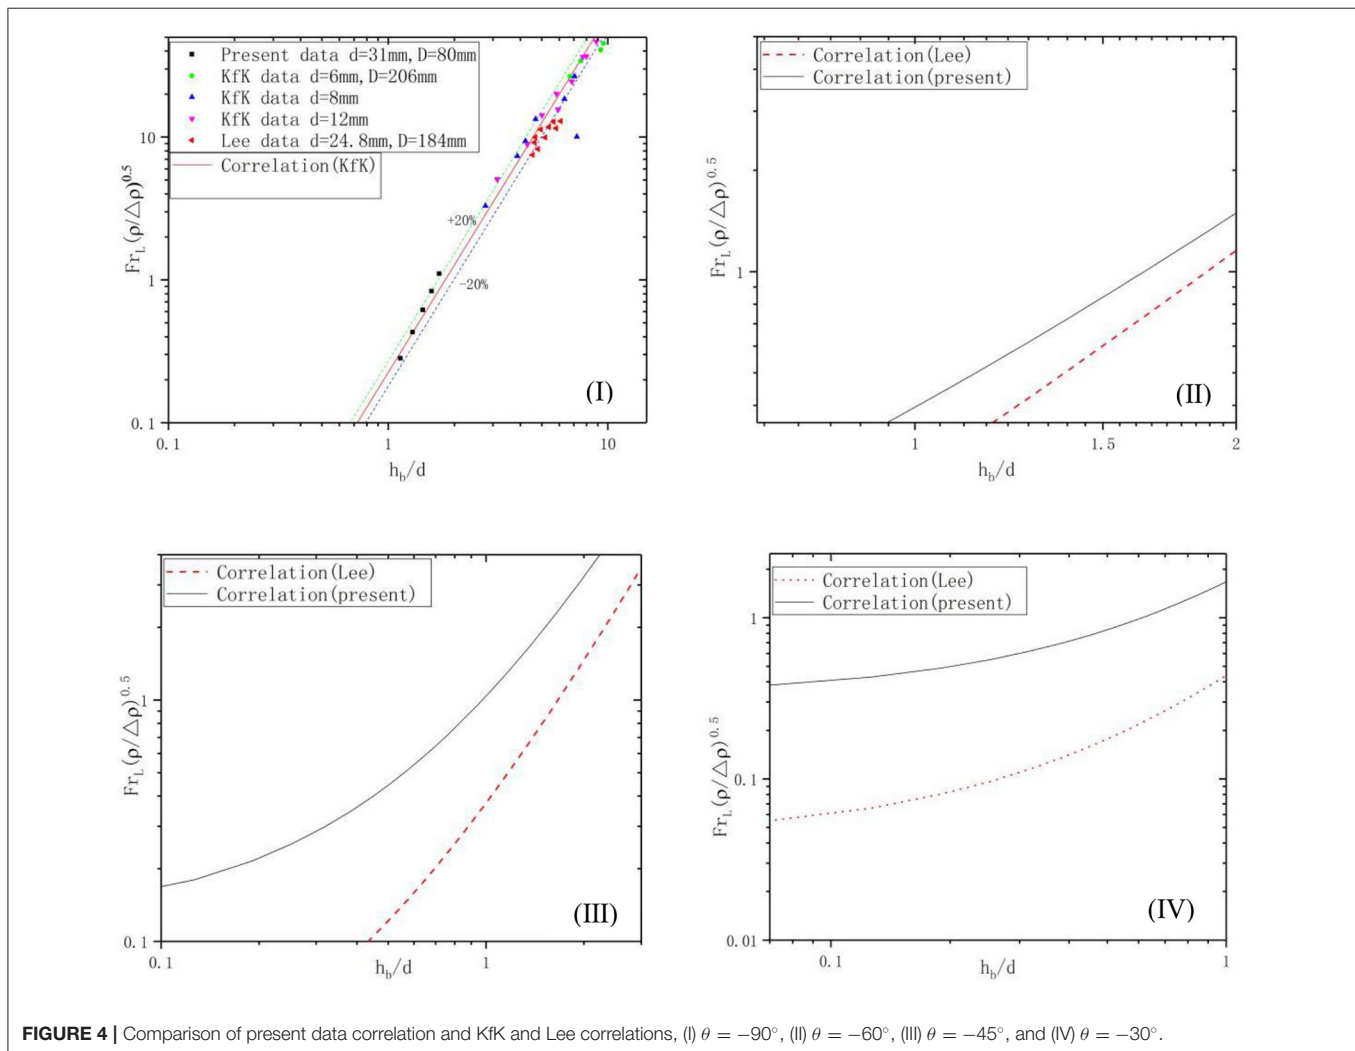 Present data d=31mm, D=80mm
KfK data d=6mm, D=206mm
KfK data d=8mm
KfK data d=12mm
Lee data d=24.8mm, D=184mm
Correlation(KfK)
10
1
0.1
Fr_L(ρ/△ρ)^0.5
+20%
-20%
(I)
0.1
1
10
h_b/d
Correlation(Lee)
Correlation(present)
1
Fr_L(ρ/△ρ)^0.5
(II)
1
1.5
2
h_b/d
Correlation(Lee)
Correlation(present)
1
0.1
Fr_L(ρ/△ρ)^0.5
(III)
0.1
1
h_b/d
Correlation(Lee)
Correlation(present)
1
0.1
0.01
Fr_L(ρ/△ρ)^0.5
(IV)
0.1
1
h_b/d
FIGURE 4 | Comparison of present data correlation and KfK and Lee correlations, (I) θ = −90°, (II) θ = −60°, (III) θ = −45°, and (IV) θ = −30°.